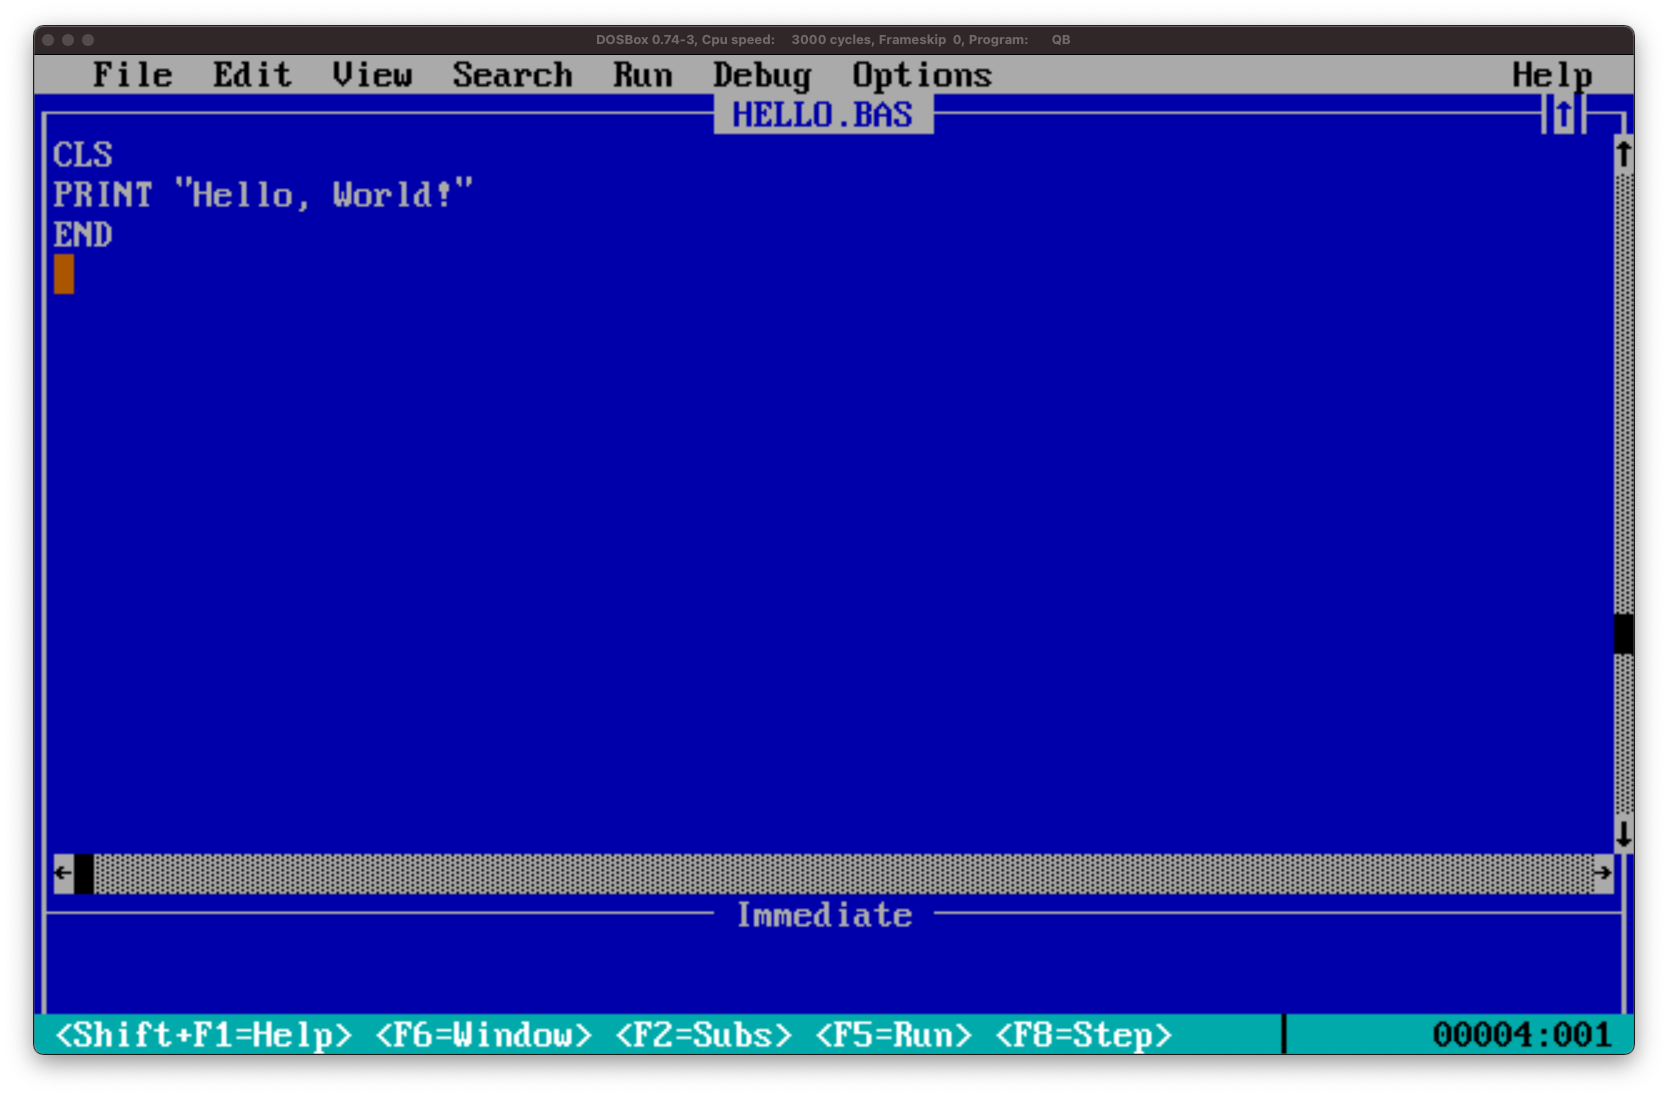 DOSBox 0.74-3, Cpu speed: 3000 cycles, Frameskip 0, Program: QB
File Edit View Search Run Debug Options Help
HELLO.BAS
CLS
PRINT "Hello, World!"
END
Immediate
<Shift+F1=Help> <F6=Window> <F2=Subs> <F5=Run> <F8=Step> 00004:001